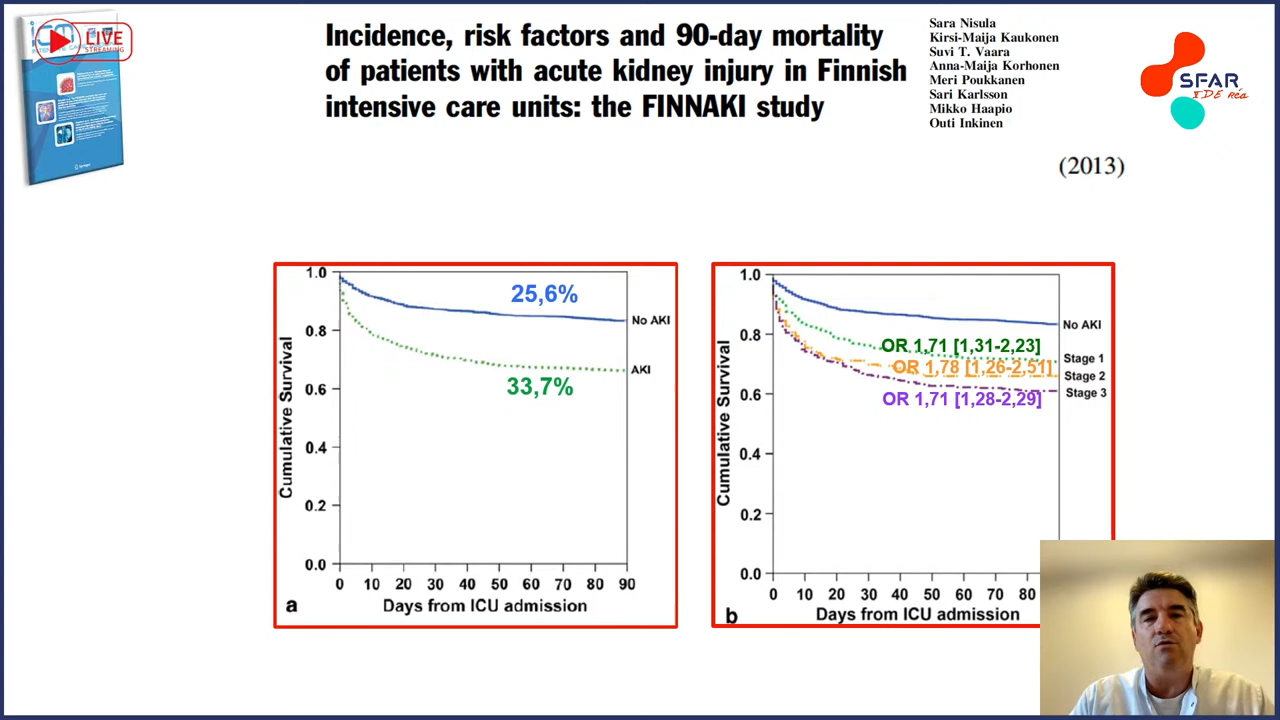 LIVE
STREAMING
Incidence, risk factors and 90-day mortality
of patients with acute kidney injury in Finnish
intensive care units: the FINNAKI study
Sara Nisula
Kirsi-Maija Kaukonen
Suvi T. Vaara
Anna-Maija Korhonen
Meri Poukkanen
Sari Karlsson
Mikko Haapio
Outi Inkinen
SFAR
IDE réa
(2013)
Springer
Cumulative Survival
1.0
0.8
0.6
0.4
0.2
0.0
25,6%
No AKI
AKI
33,7%
0 10 20 30 40 50 60 70 80 90
Days from ICU admission
a
Cumulative Survival
1.0
0.8
0.6
0.4
0.2
0.0
No AKI
OR 1,71 [1,31-2,23]
Stage 1
OR 1,78 [1,26-2,51]
Stage 2
OR 1,71 [1,28-2,29]
Stage 3
0 10 20 30 40 50 60 70 80
Days from ICU admission
b